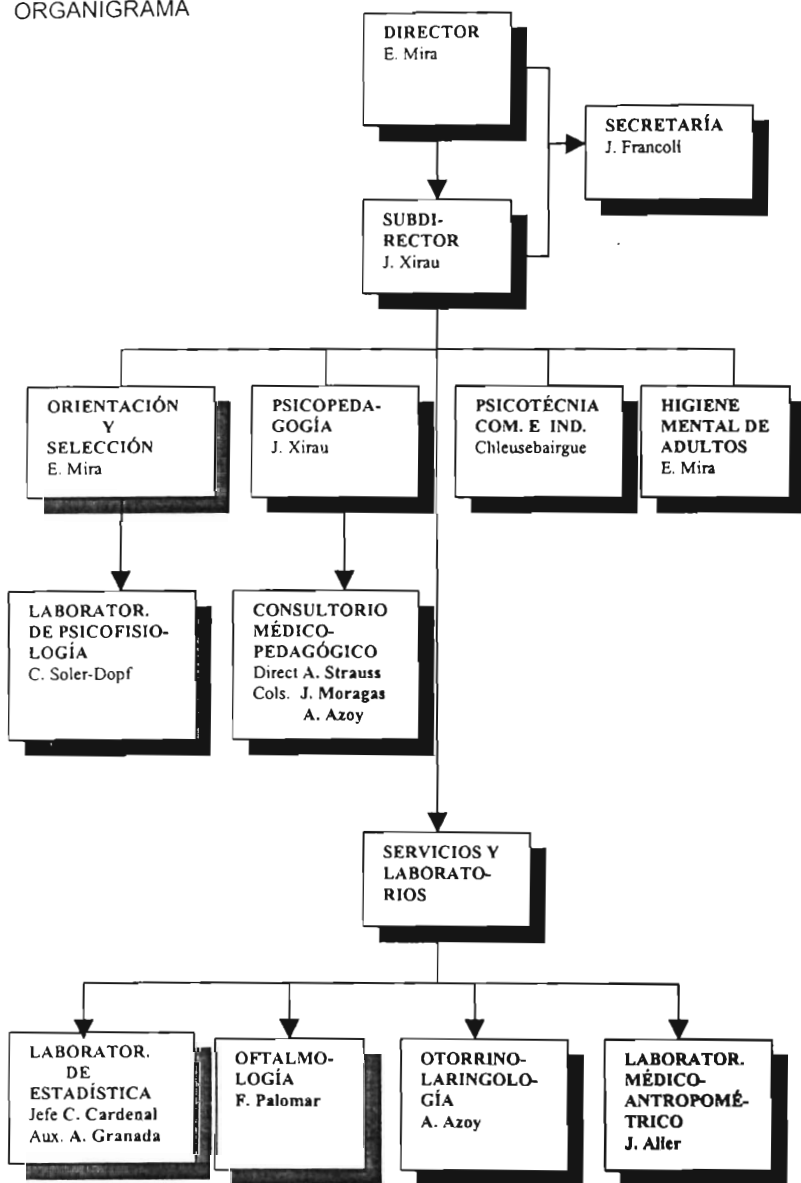 ORGANIGRAMA
DIRECTOR
E. Mira
SECRETARÍA
J. Francolí
SUBDI-
RECTOR
J. Xirau
ORIENTACIÓN
Y
SELECCIÓN
E. Mira
PSICOPEDA-
GOGÍA
J. Xirau
PSICOTÉCNIA
COM. E IND.
Chleusebairgue
HIGIENE
MENTAL DE
ADULTOS
E. Mira
LABORATOR.
DE PSICOFISIO-
LOGÍA
C. Soler-Dopf
CONSULTORIO
MÉDICO-
PEDAGÓGICO
Direct A. Strauss
Cols. J. Moragas
A. Azoy
SERVICIOS Y
LABORATO-
RIOS
LABORATOR.
DE
ESTADÍSTICA
Jefe C. Cardenal
Aux. A. Granada
OFTALMO-
LOGÍA
F. Palomar
OTORRINO-
LARINGOLO-
GÍA
A. Azoy
LABORATOR.
MÉDICO-
ANTROPOMÉ-
TRICO
J. Alier